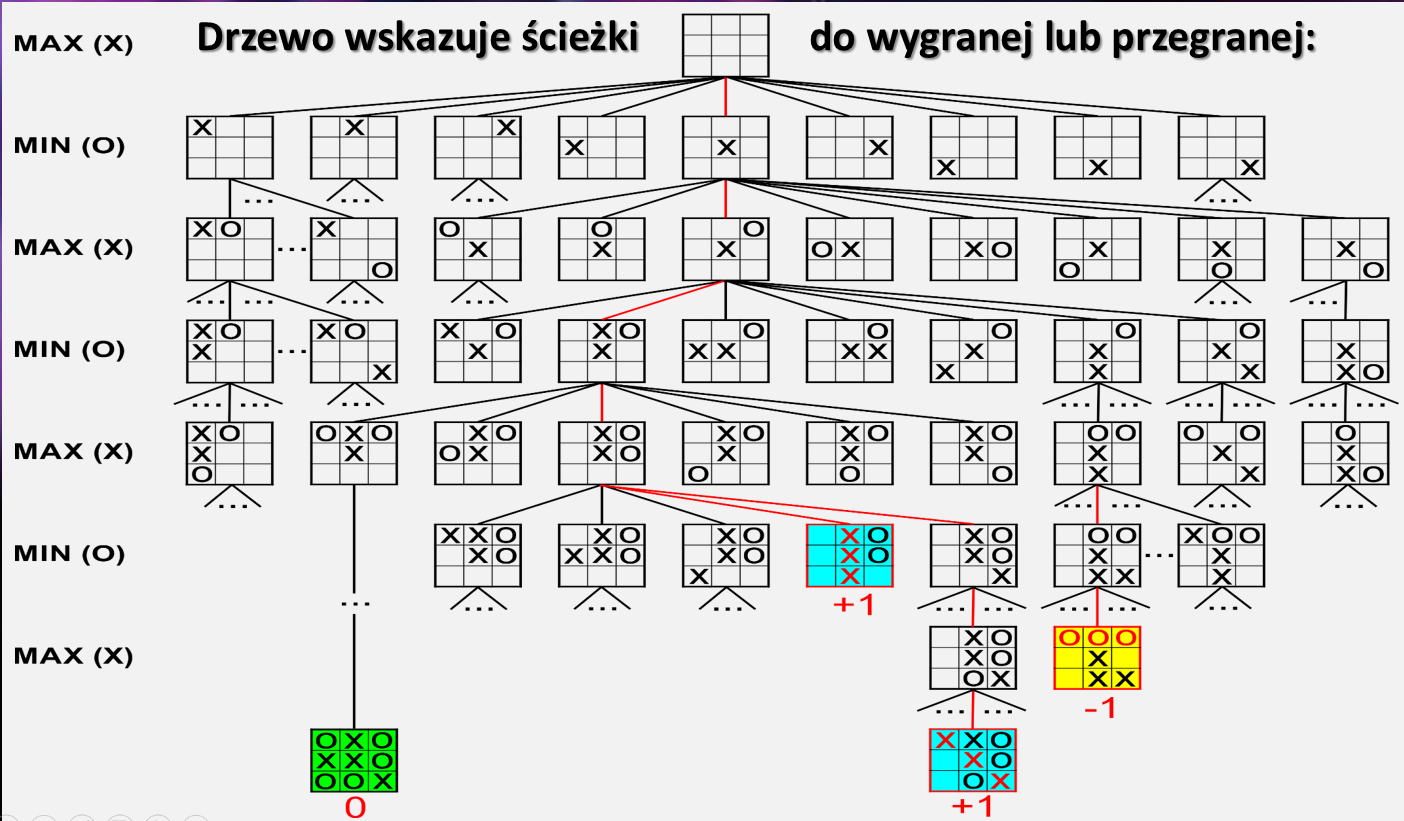 MAX (X) Drzewo wskazuje ścieżki do wygranej lub przegranej:
X X X
MIN (O) X X X
X X X
... ... ... ...
X O X O O O
MAX (X) ... X X X O X X O X X X
O O O O
... ... ... ... ... ...
X O X O X O X O O O O O O
MIN (O) X ... X X X X X X X X X X
X X X X X O
... ... ... ... ... ... ... ... ...
X O O X O X O X O X O X O X O O O O O O
MAX (X) X X O X X O X X X X X X
O O O O X X X O
... ... ... ... ...
X X O X O X O X O X O O O X O O
MIN (O) X O X X O X O X O X O X ... X
X X X X X X
... ... ... ... +1 ... ... ... ... ...
X O O O O
MAX (X) X O X
O X X X
... ... -1
O X O X X O
X X O X O
O O X O X
0 +1